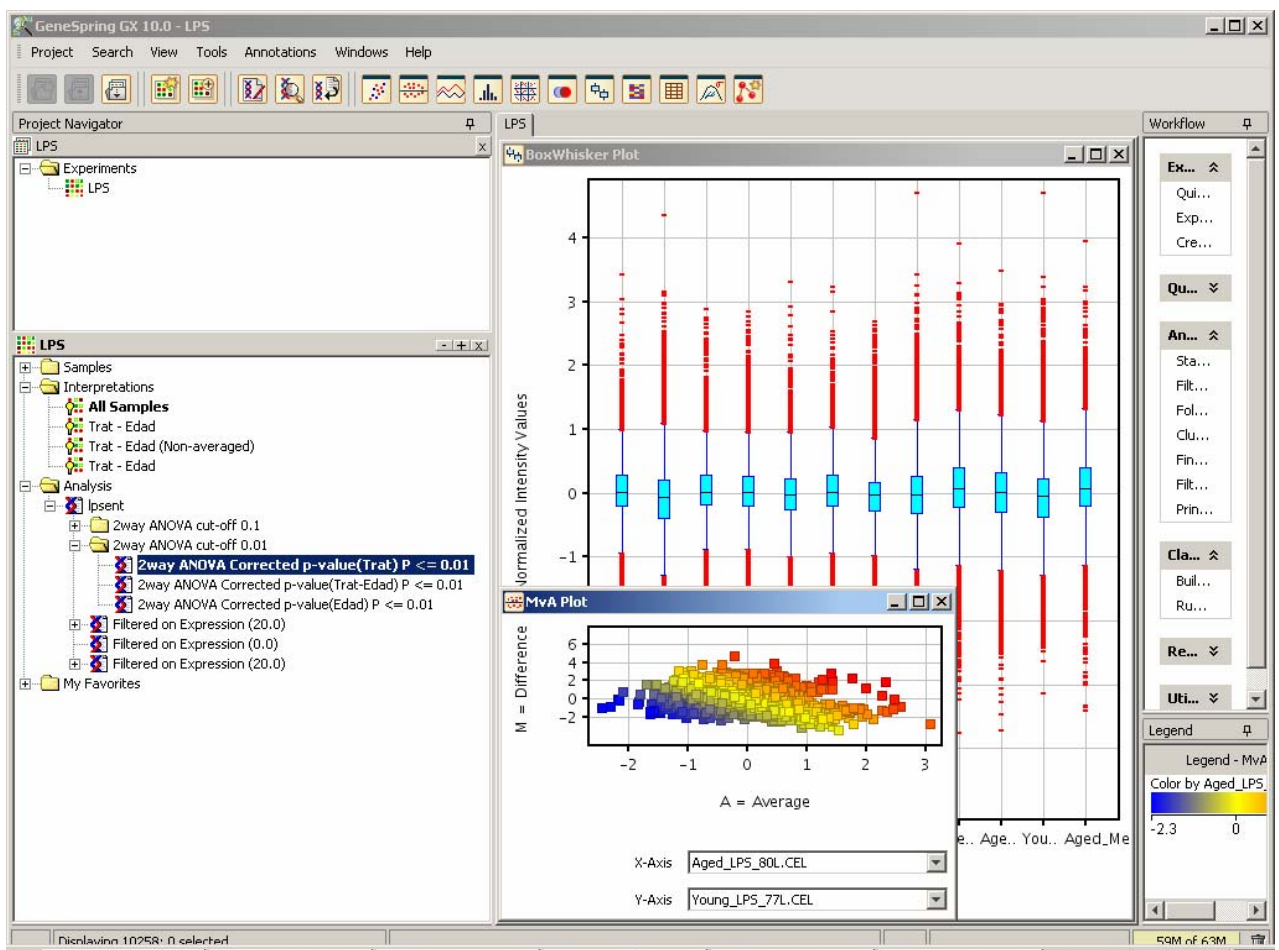 GeneSpring GX 10.0 - LPS
Project Search View Tools Annotations Windows Help
Project Navigator
LPS
Experiments
LPS
LPS
Samples
Interpretations
All Samples
Trat - Edad
Trat - Edad (Non-averaged)
Trat - Edad
Analysis
lpsent
2way ANOVA cut-off 0.1
2way ANOVA cut-off 0.01
2way ANOVA Corrected p-value(Trat) P <= 0.01
2way ANOVA Corrected p-value(Trat-Edad) P <= 0.01
2way ANOVA Corrected p-value(Edad) P <= 0.01
Filtered on Expression (20.0)
Filtered on Expression (0.0)
Filtered on Expression (20.0)
My Favorites
LPS
BoxWhisker Plot
4
3
2
1
0
-1
Normalized Intensity Values
e.. Age.. You.. Aged_Me
MvA Plot
M = Difference
6
4
2
0
-2
-2 -1 0 1 2 3
A = Average
X-Axis Aged_LPS_80L.CEL
Y-Axis Young_LPS_77L.CEL
Workflow
Ex...
Qui...
Exp...
Cre...
Qu...
An...
Sta...
Filt...
Fol...
Clu...
Fin...
Filt...
Prin...
Cla...
Buil...
Ru...
Re...
Uti...
Legend
Legend - MvA
Color by Aged_LPS_
-2.3 0
Displaying 10258; 0 selected
59M of 63M